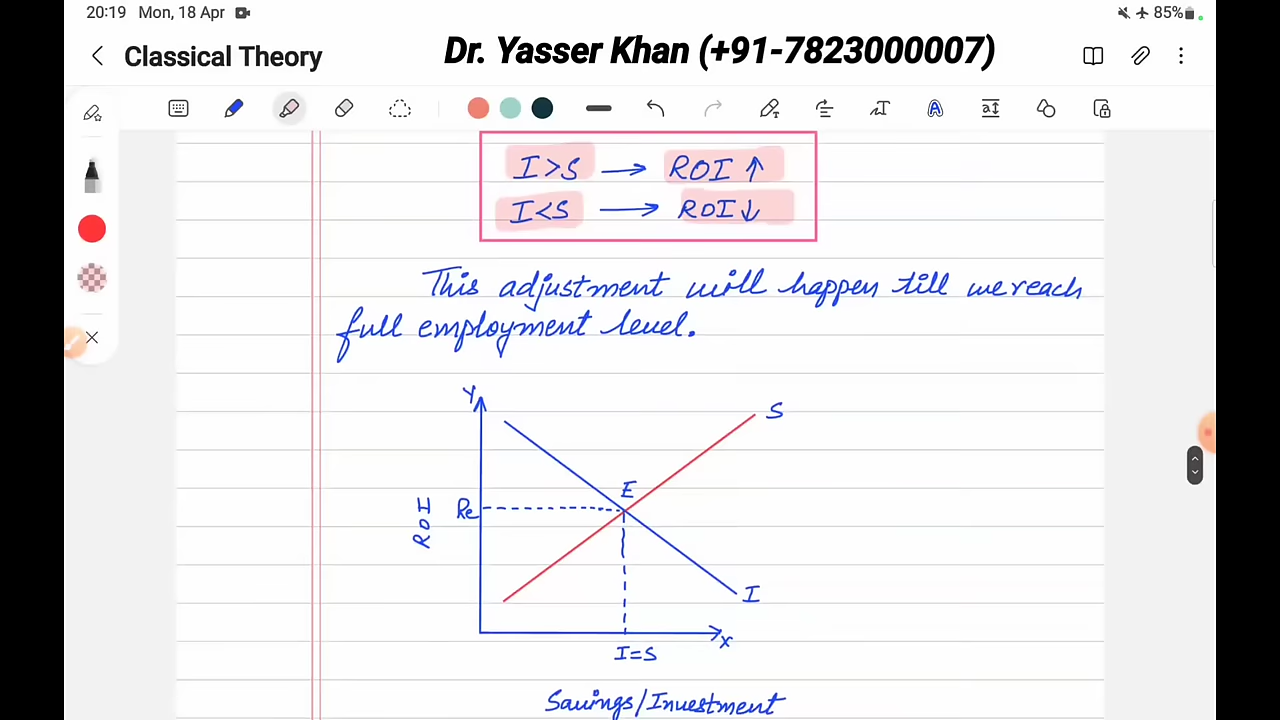 20:19 Mon, 18 Apr
85%
Classical Theory
Dr. Yasser Khan (+91-7823000007)
I>S → ROI ↑
I<S → ROI ↓
This adjustment will happen till we reach
full employment level.
Y
S
E
Re
ROI
I
X
I=S
Savings/Investment